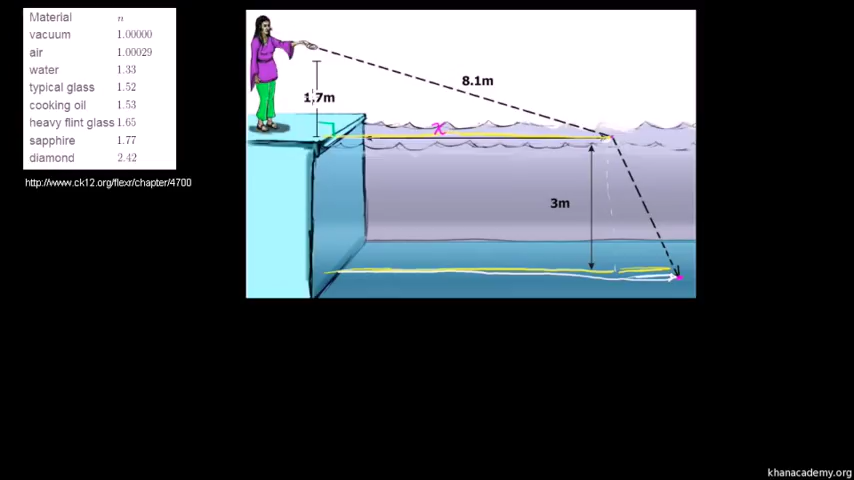 Material n
vacuum 1.00000
air 1.00029
water 1.33
typical glass 1.52
cooking oil 1.53
heavy flint glass 1.65
sapphire 1.77
diamond 2.42
http://www.ck12.org/flexr/chapter/4700
8.1m
1.7m
x
3m
khanacademy.org